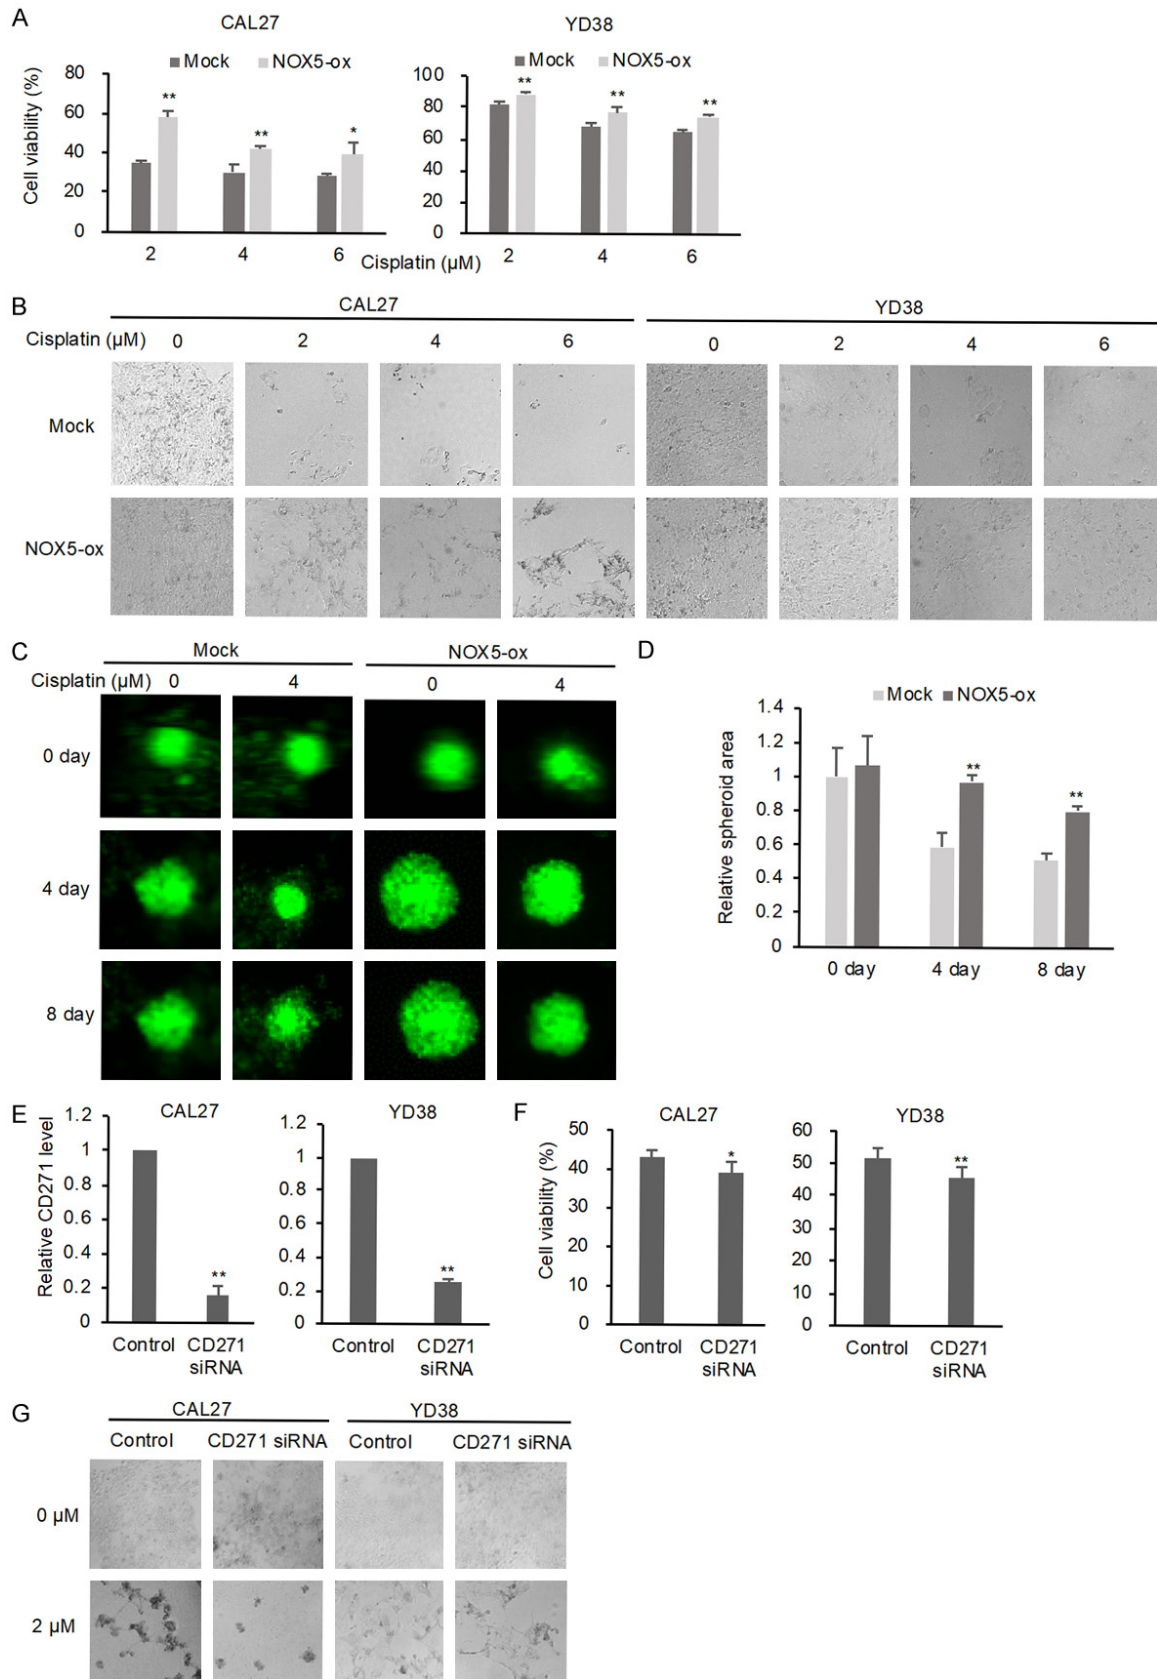 A
CAL27
YD38
Mock NOX5-ox
Mock NOX5-ox
Cell viability (%)
80
60
40
20
0
** ** *
2 4 6
100
80
60
40
20
0
** ** **
2 4 6
Cisplatin (µM)
B
CAL27
YD38
Cisplatin (µM) 0 2 4 6 0 2 4 6
Mock
NOX5-ox
C
Mock
NOX5-ox
Cisplatin (µM) 0 4 0 4
0 day
4 day
8 day
D
Mock NOX5-ox
Relative spheroid area
1.4
1.2
1
0.8
0.6
0.4
0.2
0
** **
0 day 4 day 8 day
E
CAL27
YD38
Relative CD271 level
1.2
1
0.8
0.6
0.4
0.2
0
**
Control CD271
siRNA
1.2
1
0.8
0.6
0.4
0.2
0
**
Control CD271
siRNA
F
CAL27
YD38
Cell viability (%)
50
40
30
20
10
0
*
Control CD271
siRNA
60
50
40
30
20
10
0
**
Control CD271
siRNA
G
CAL27
YD38
Control CD271 siRNA Control CD271 siRNA
0 µM
2 µM